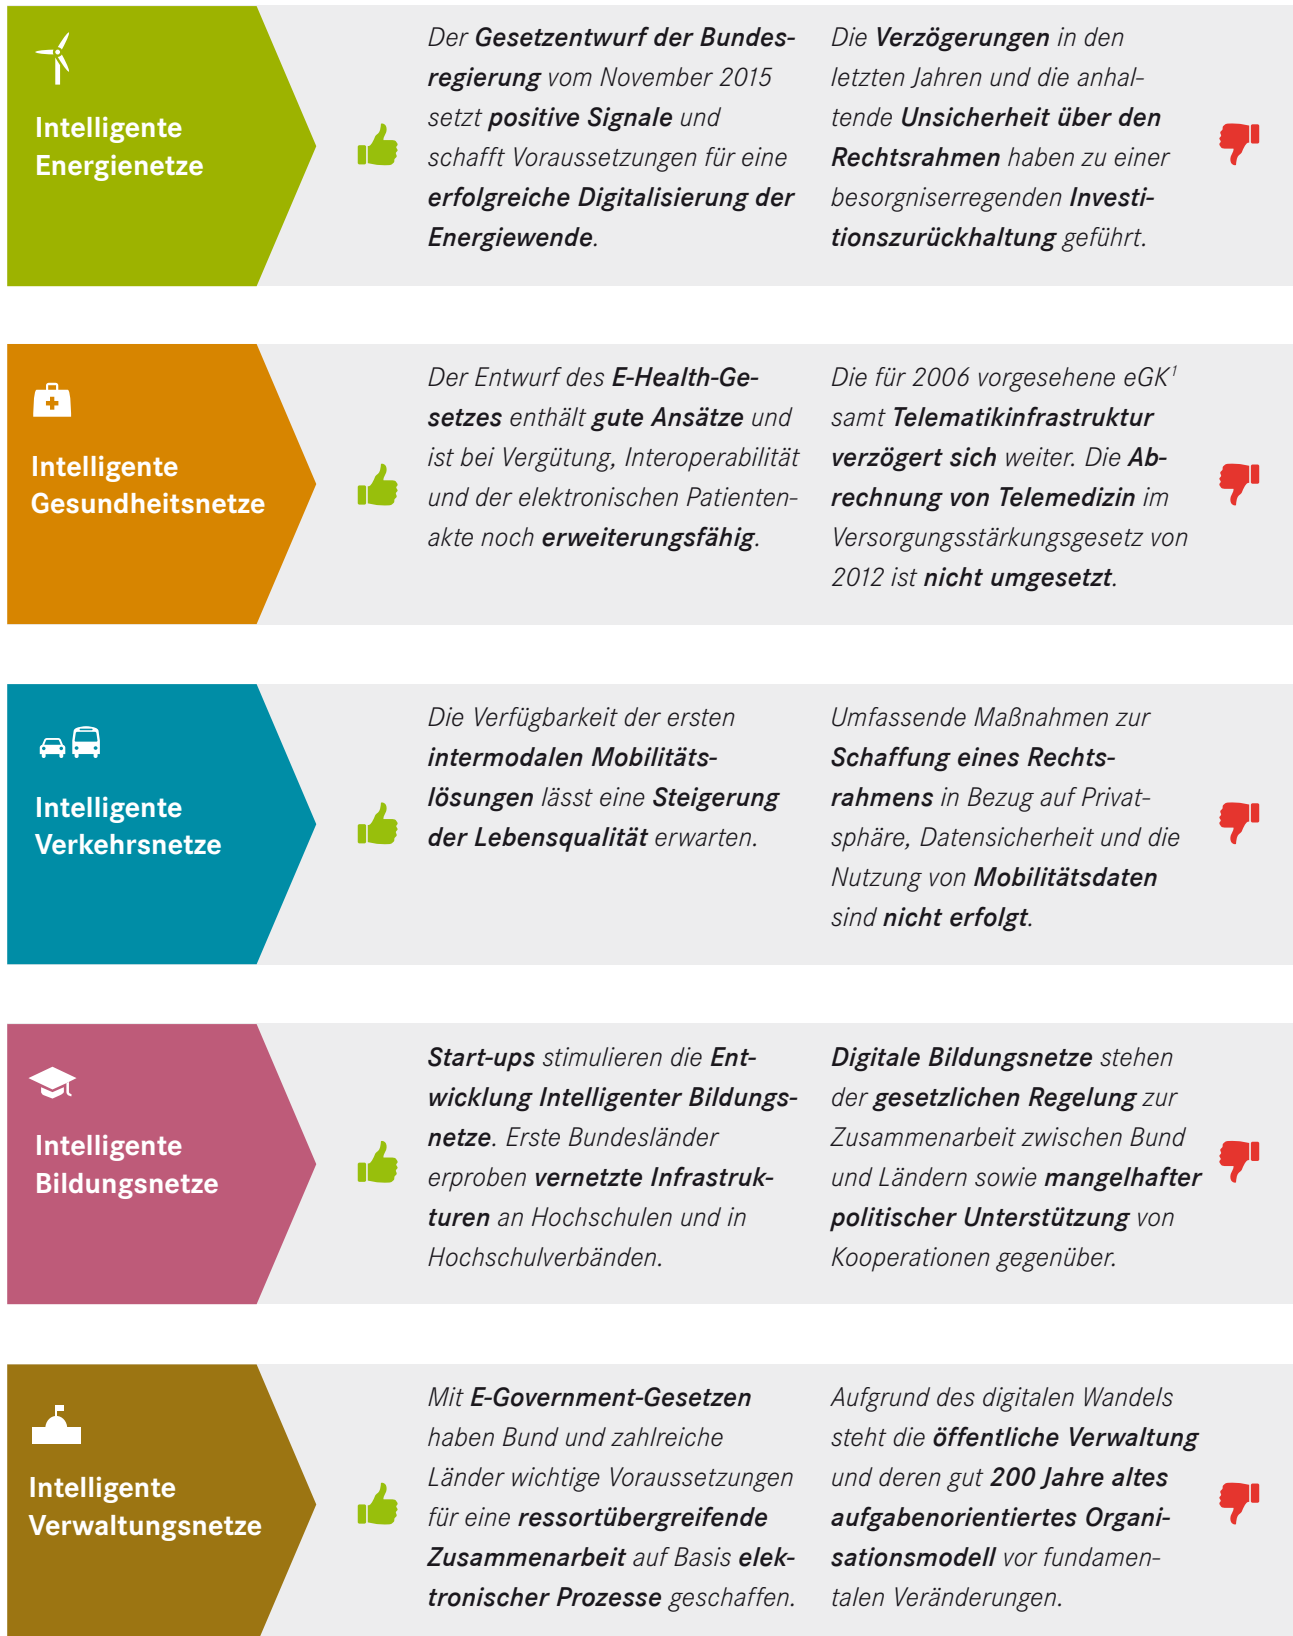 Intelligente
Energienetze
Der Gesetzentwurf der Bundes-
regierung vom November 2015
setzt positive Signale und
schafft Voraussetzungen für eine
erfolgreiche Digitalisierung der
Energiewende.
Die Verzögerungen in den
letzten Jahren und die anhal-
tende Unsicherheit über den
Rechtsrahmen haben zu einer
besorgniserregenden Investi-
tionszurückhaltung geführt.
Intelligente
Gesundheitsnetze
Der Entwurf des E-Health-Ge-
setzes enthält gute Ansätze und
ist bei Vergütung, Interoperabilität
und der elektronischen Patienten-
akte noch erweiterungsfähig.
Die für 2006 vorgesehene eGK¹
samt Telematikinfrastruktur
verzögert sich weiter. Die Ab-
rechnung von Telemedizin im
Versorgungsstärkungsgesetz von
2012 ist nicht umgesetzt.
Intelligente
Verkehrsnetze
Die Verfügbarkeit der ersten
intermodalen Mobilitäts-
lösungen lässt eine Steigerung
der Lebensqualität erwarten.
Umfassende Maßnahmen zur
Schaffung eines Rechts-
rahmens in Bezug auf Privat-
sphäre, Datensicherheit und die
Nutzung von Mobilitätsdaten
sind nicht erfolgt.
Intelligente
Bildungsnetze
Start-ups stimulieren die Ent-
wicklung Intelligenter Bildungs-
netze. Erste Bundesländer
erproben vernetzte Infrastruk-
turen an Hochschulen und in
Hochschulverbänden.
Digitale Bildungsnetze stehen
der gesetzlichen Regelung zur
Zusammenarbeit zwischen Bund
und Ländern sowie mangelhafter
politischer Unterstützung von
Kooperationen gegenüber.
Intelligente
Verwaltungsnetze
Mit E-Government-Gesetzen
haben Bund und zahlreiche
Länder wichtige Voraussetzungen
für eine ressortübergreifende
Zusammenarbeit auf Basis elek-
tronischer Prozesse geschaffen.
Aufgrund des digitalen Wandels
steht die öffentliche Verwaltung
und deren gut 200 Jahre altes
aufgabenorientiertes Organi-
sationsmodell vor fundamen-
talen Veränderungen.